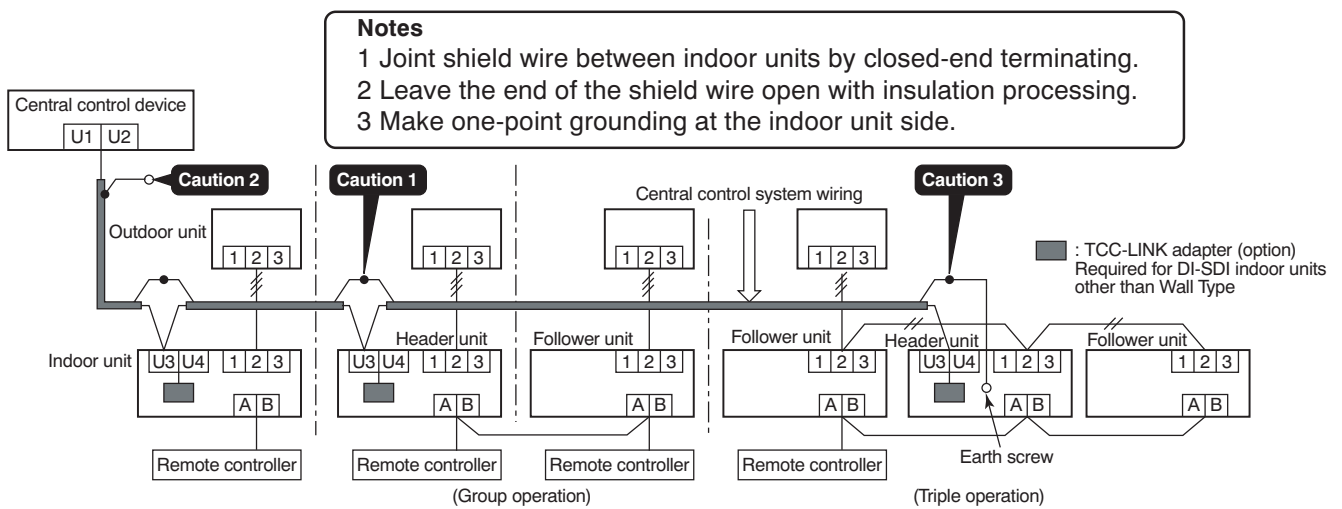 Notes
1 Joint shield wire between indoor units by closed-end terminating.
2 Leave the end of the shield wire open with insulation processing.
3 Make one-point grounding at the indoor unit side.
Central control device
U1 U2
Caution 2
Caution 1
Central control system wiring
Caution 3
Outdoor unit
1 2 3
1 2 3
1 2 3
1 2 3
: TCC-LINK adapter (option)
Required for DI-SDI indoor units
other than Wall Type
Indoor unit
Header unit
Follower unit
Follower unit
Header unit
Follower unit
U3 U4 1 2 3
U3 U4 1 2 3
1 2 3
1 2 3
U3 U4 1 2 3
1 2 3
A B
A B
A B
A B
A B
A B
Remote controller
Remote controller
Remote controller
Remote controller
Earth screw
(Group operation)
(Triple operation)